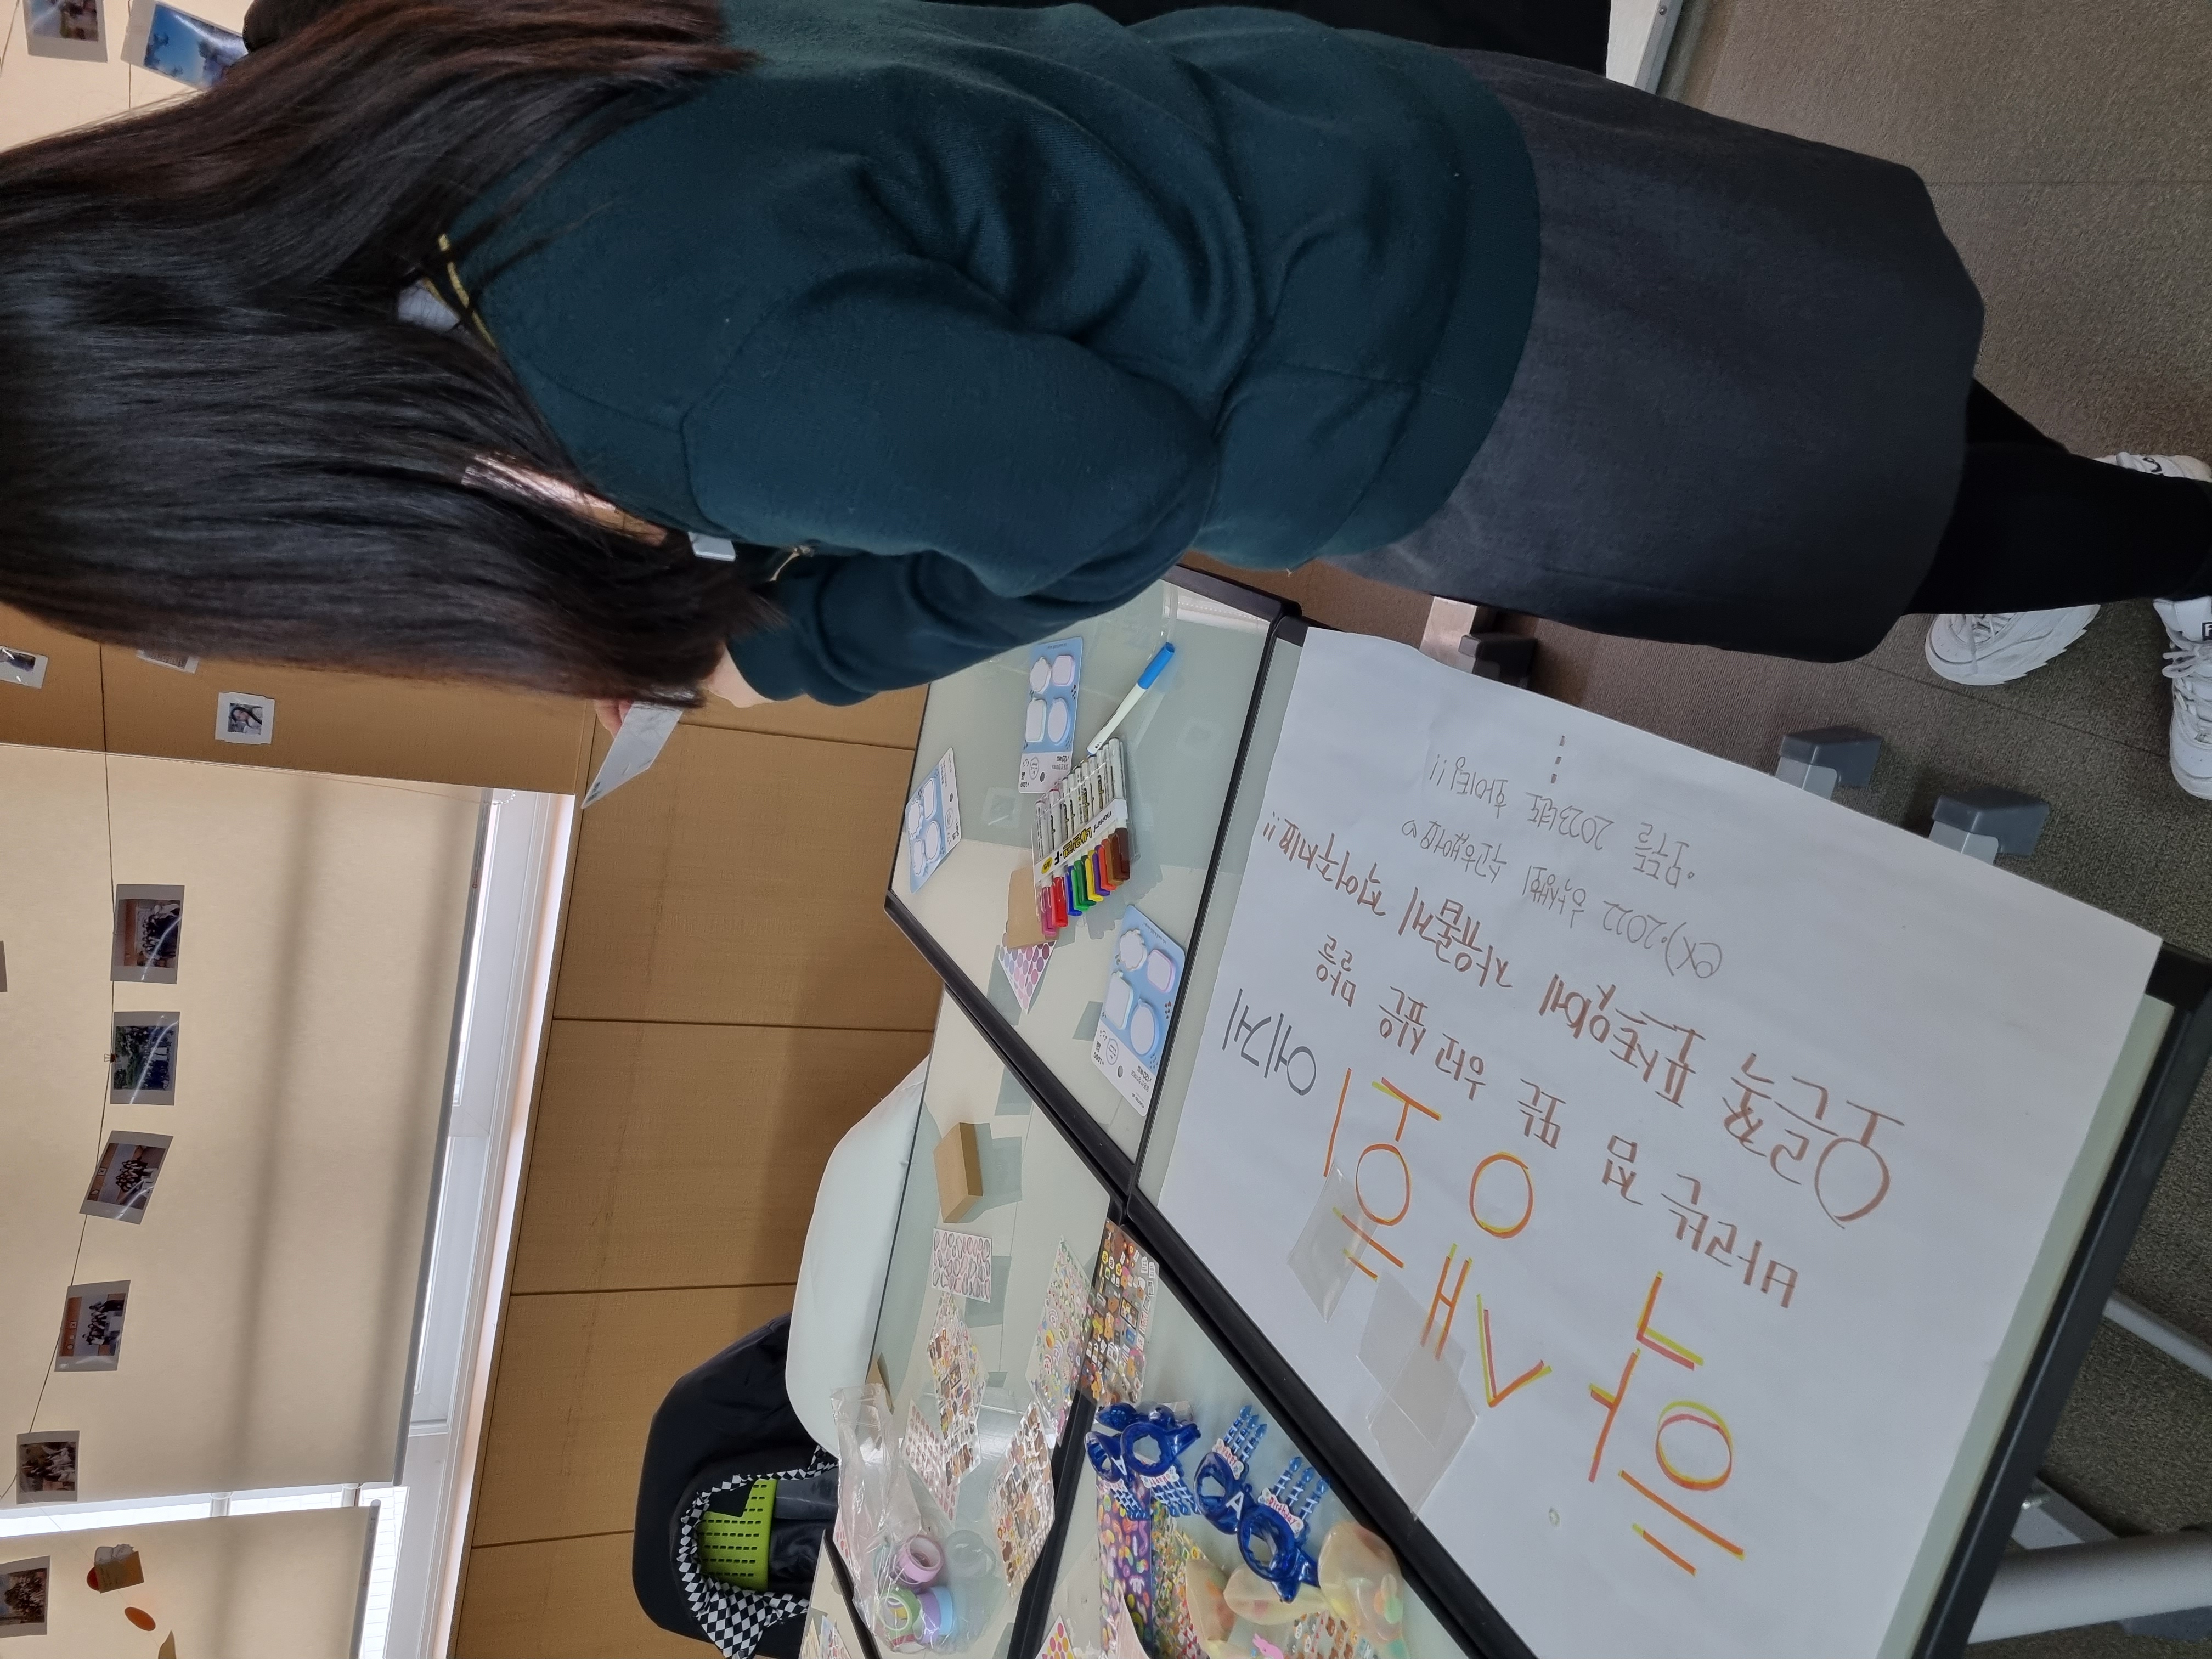 학생회에게
바라는 점 또는 하고 싶은 말을
오른쪽 포스트잇에 자유롭게 적어주세요!!
ex)·2022 학생회 수고했어요♡
·모두들 2023년도 화이팅!!